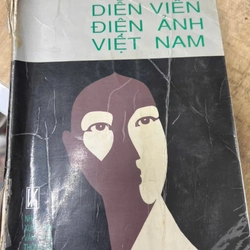 DIỄN VIÊN
ĐIỆN ẢNH
VIỆT NAM